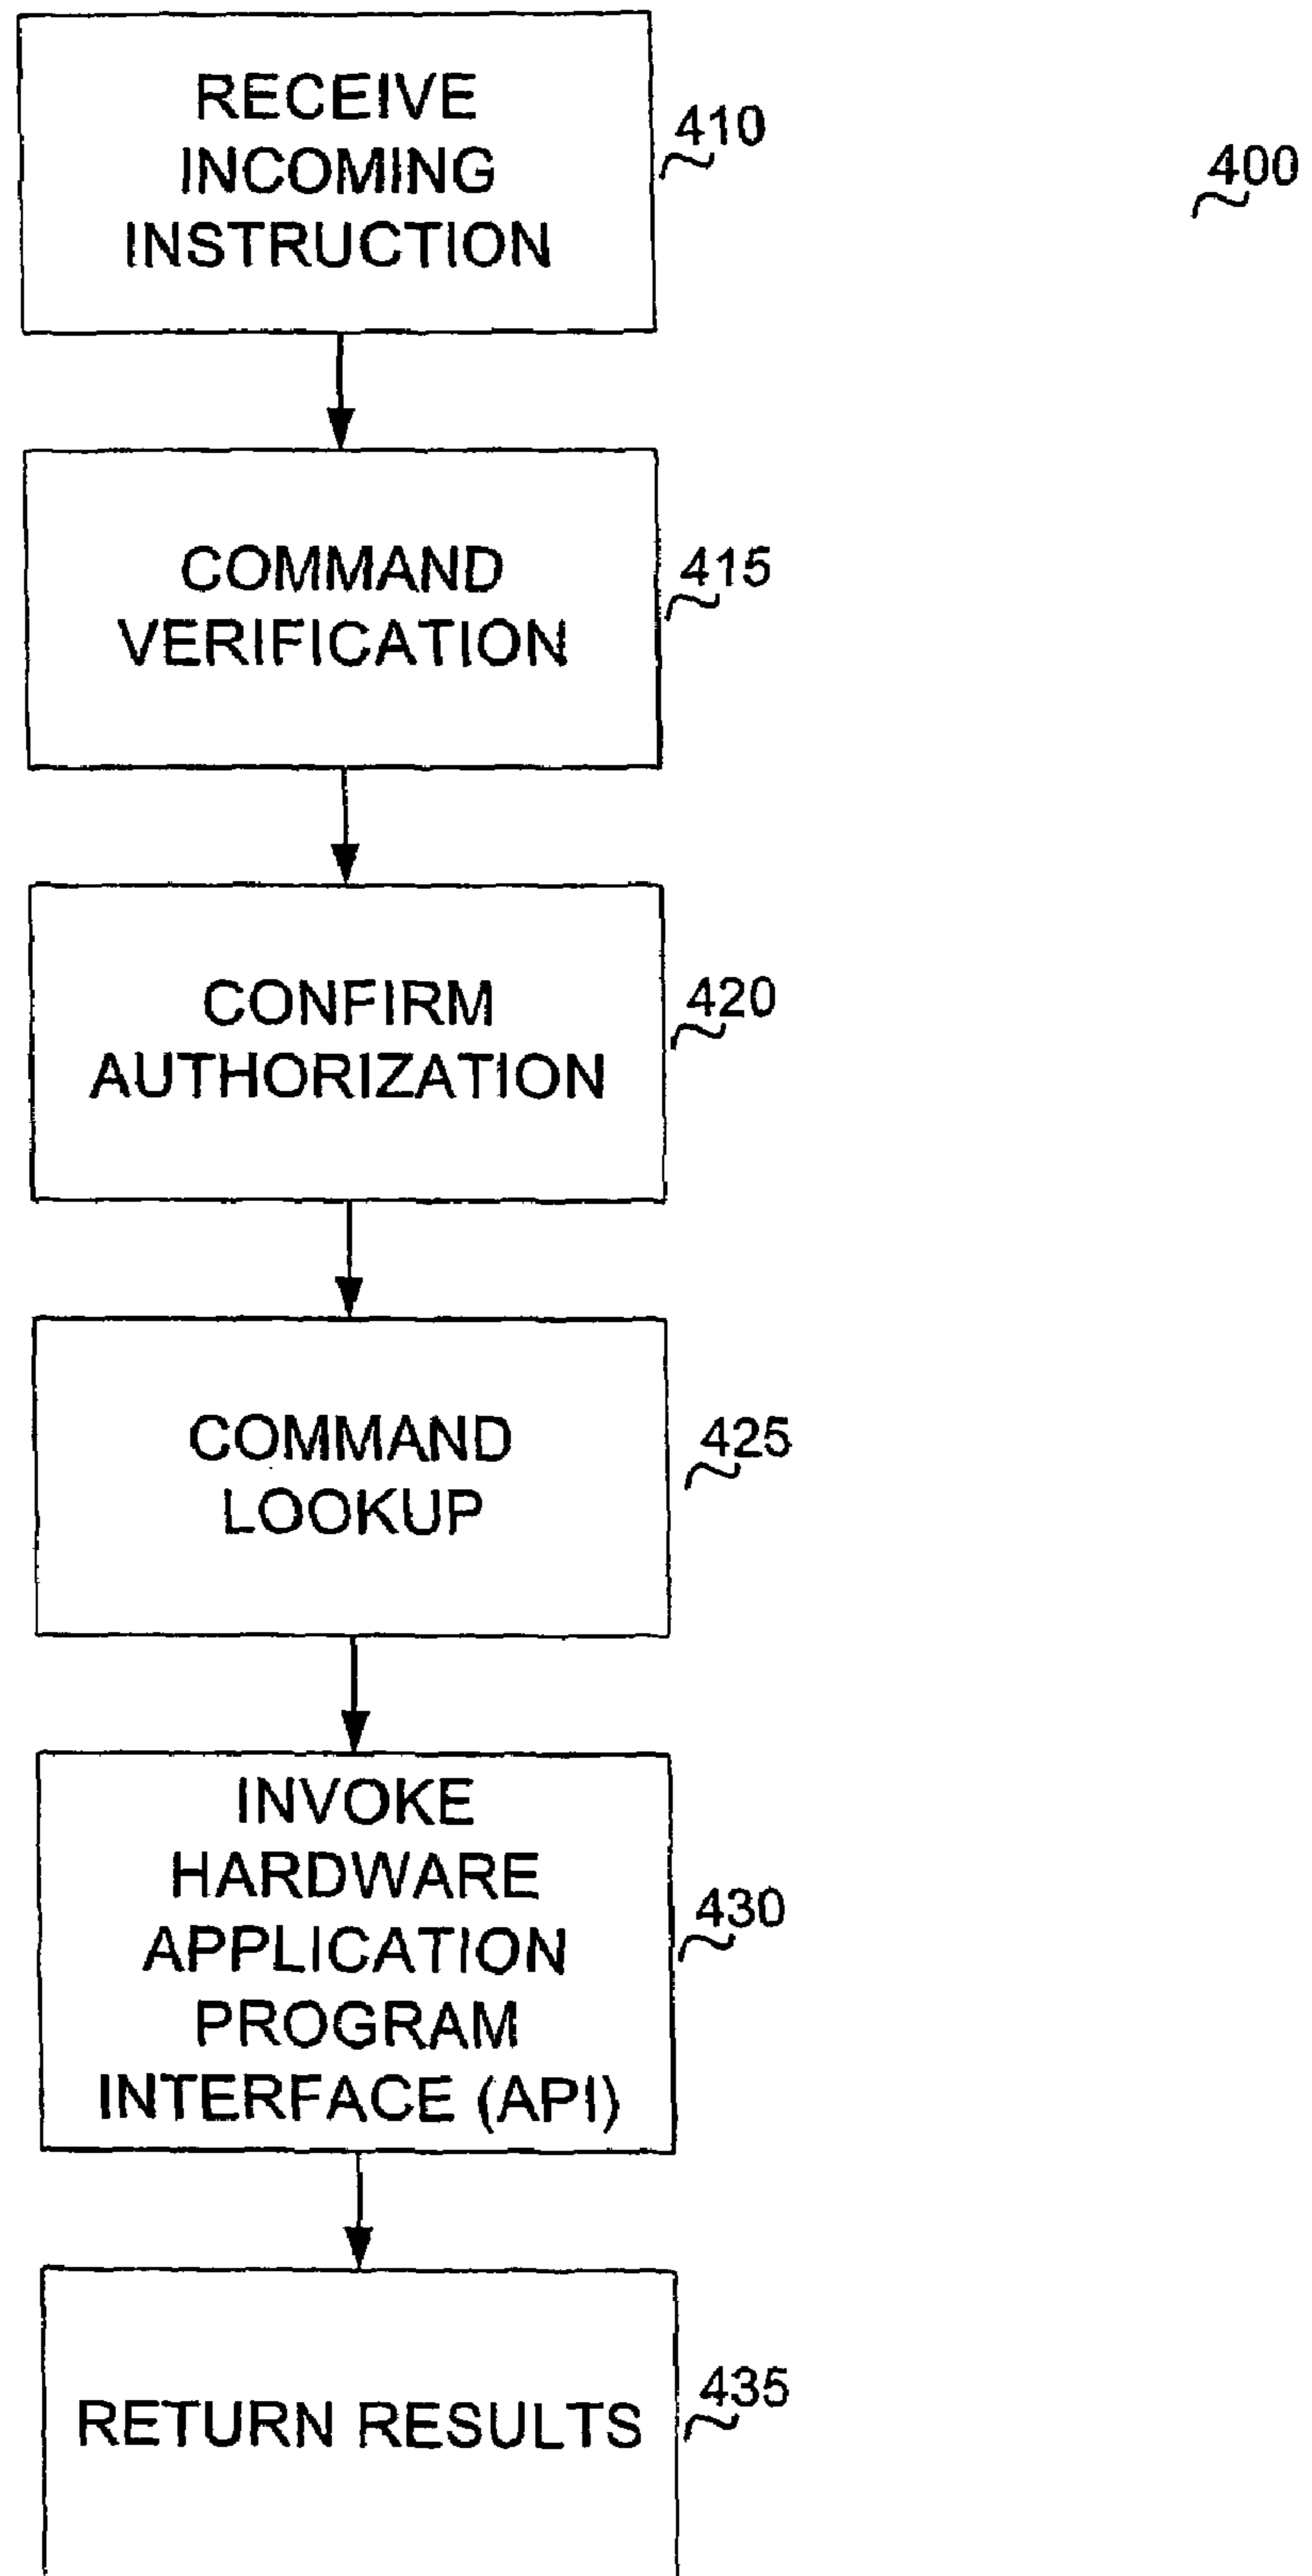 RECEIVE
INCOMING
INSTRUCTION
410
400
COMMAND
VERIFICATION
415
CONFIRM
AUTHORIZATION
420
COMMAND
LOOKUP
425
INVOKE
HARDWARE
APPLICATION
PROGRAM
INTERFACE (API)
430
RETURN RESULTS
435